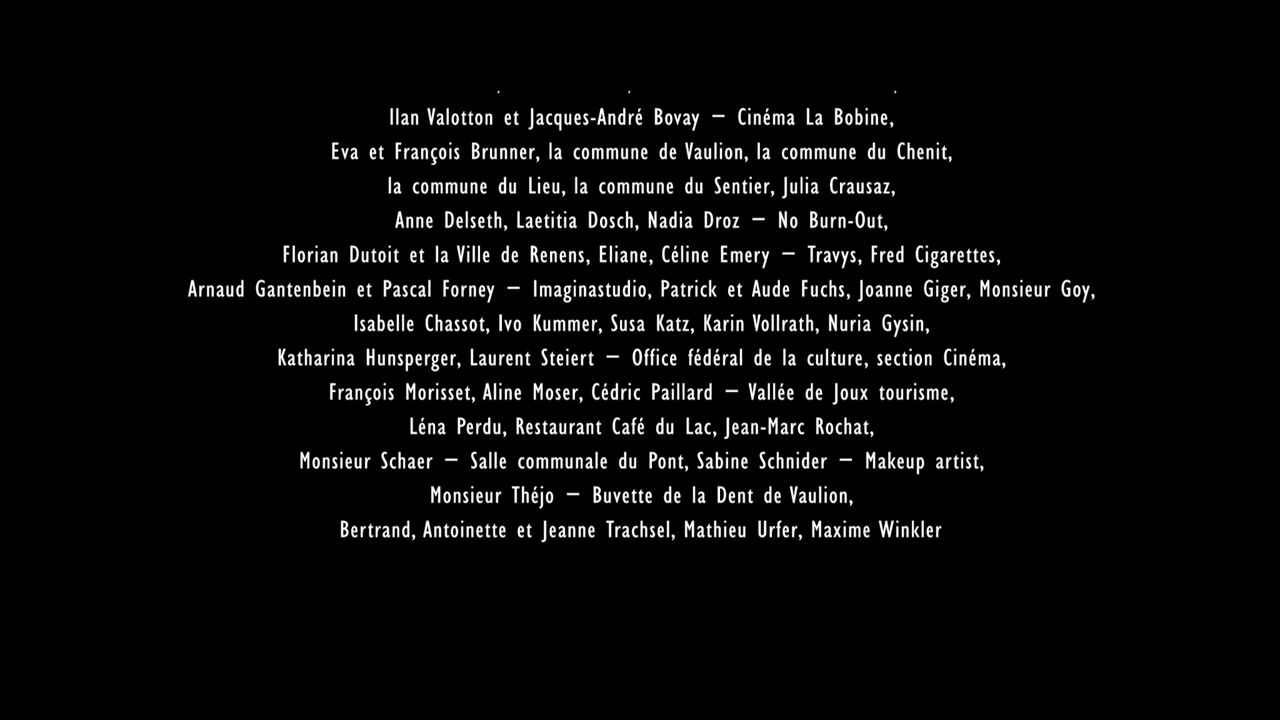 Ilan Valotton et Jacques-André Bovay – Cinéma La Bobine,
Eva et François Brunner, la commune de Vaulion, la commune du Chenit,
la commune du Lieu, la commune du Sentier, Julia Crausaz,
Anne Delseth, Laetitia Dosch, Nadia Droz – No Burn-Out,
Florian Dutoit et la Ville de Renens, Eliane, Céline Emery – Travys, Fred Cigarettes,
Arnaud Gantenbein et Pascal Forney – Imaginastudio, Patrick et Aude Fuchs, Joanne Giger, Monsieur Goy,
Isabelle Chassot, Ivo Kummer, Susa Katz, Karin Vollrath, Nuria Gysin,
Katharina Hunsperger, Laurent Steiert – Office fédéral de la culture, section Cinéma,
François Morisset, Aline Moser, Cédric Paillard – Vallée de Joux tourisme,
Léna Perdu, Restaurant Café du Lac, Jean-Marc Rochat,
Monsieur Schaer – Salle communale du Pont, Sabine Schnider – Makeup artist,
Monsieur Théjo – Buvette de la Dent de Vaulion,
Bertrand, Antoinette et Jeanne Trachsel, Mathieu Urfer, Maxime Winkler